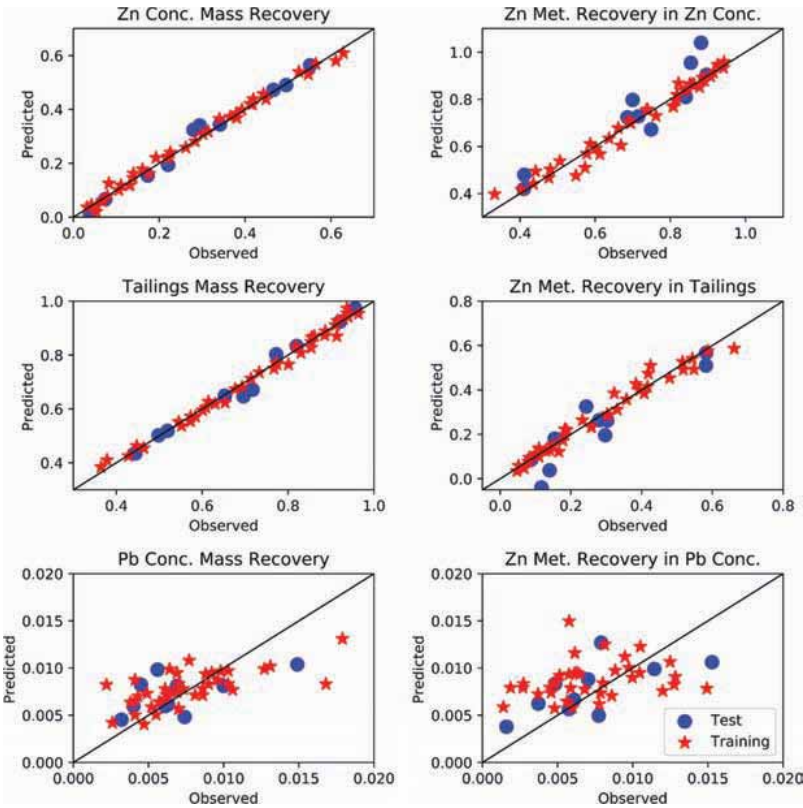 Zn Conc. Mass Recovery
Predicted
0.6
0.4
0.2
0.0
0.0 0.2 0.4 0.6
Observed
Zn Met. Recovery in Zn Conc.
Predicted
1.0
0.8
0.6
0.4
0.4 0.6 0.8 1.0
Observed
Tailings Mass Recovery
Predicted
1.0
0.8
0.6
0.4
0.4 0.6 0.8 1.0
Observed
Zn Met. Recovery in Tailings
Predicted
0.8
0.6
0.4
0.2
0.0
0.0 0.2 0.4 0.6 0.8
Observed
Pb Conc. Mass Recovery
Predicted
0.020
0.015
0.010
0.005
0.000
0.000 0.005 0.010 0.015 0.020
Observed
Zn Met. Recovery in Pb Conc.
Predicted
0.020
0.015
0.010
0.005
0.000
Test
Training
0.000 0.005 0.010 0.015 0.020
Observed